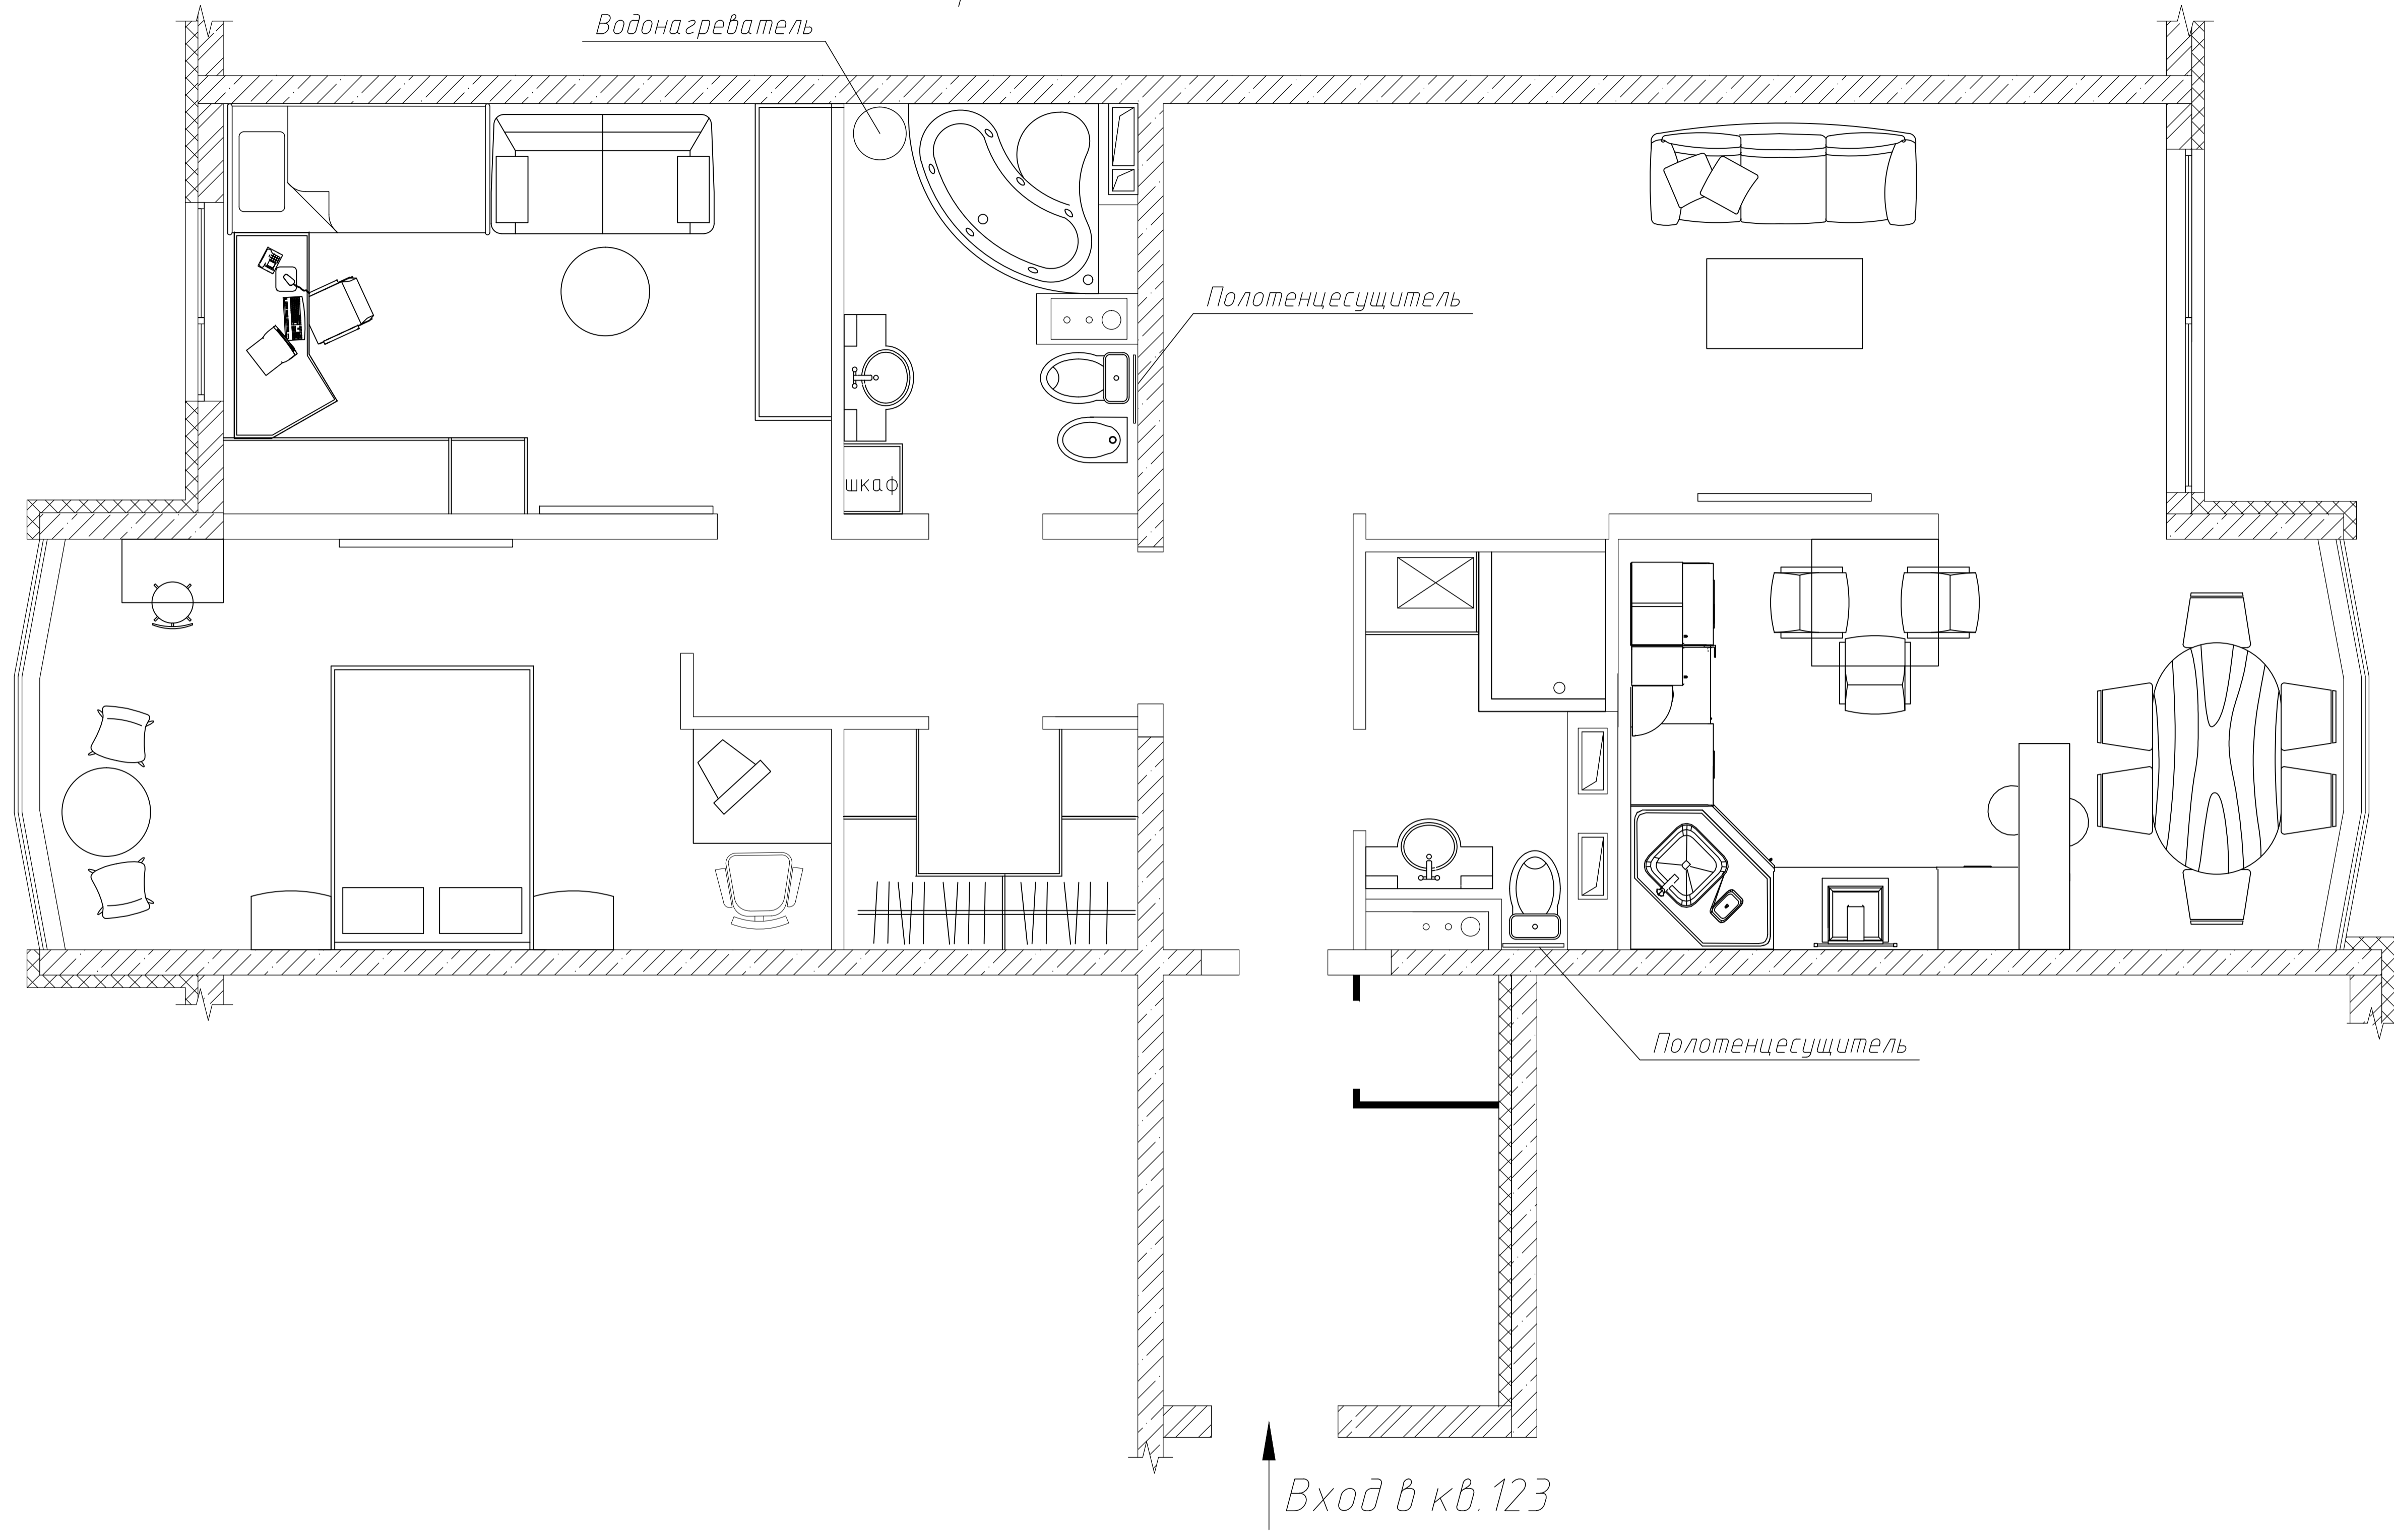 Водонагреватель
Полотенцесушитель
шкаф
Полотенцесушитель
Вход в кв.123